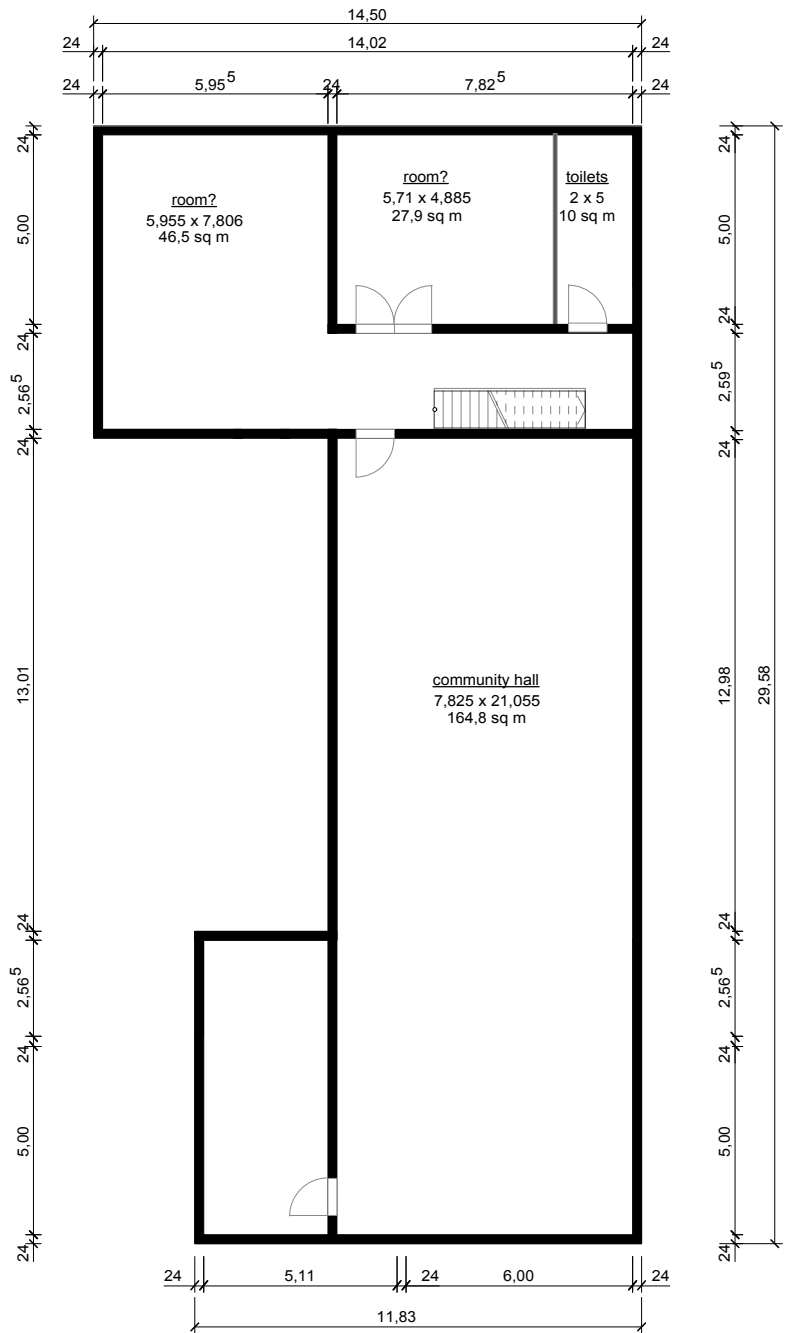 14,50
24 14,02 24
24 5,95⁵ 24 7,82⁵ 24
24 24
room? toilets
5,71 x 4,885 2 x 5
27,9 sq m 10 sq m
room?
5,955 x 7,806
46,5 sq m
5,00 5,00
24 24
2,56⁵ 2,59⁵
24 24
community hall
7,825 x 21,055
164,8 sq m
13,01 12,98 29,58
24 24
2,56⁵ 2,56⁵
24 24
5,00 5,00
24 24
24 5,11 24 6,00 24
11,83